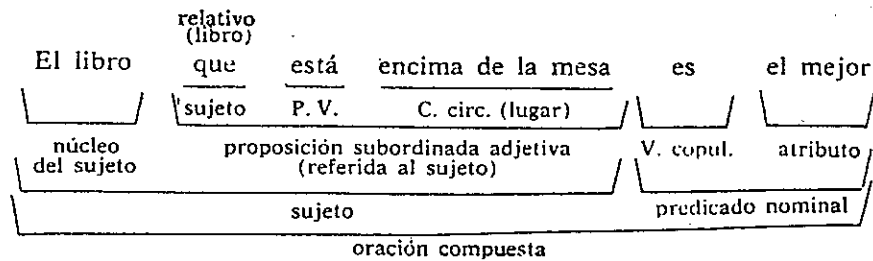 relativo
(libro)
El libro que está encima de la mesa es el mejor
sujeto P. V. C. circ. (lugar)
núcleo
del sujeto
proposición subordinada adjetiva
(referida al sujeto)
V. copul. atributo
sujeto predicado nominal
oración compuesta